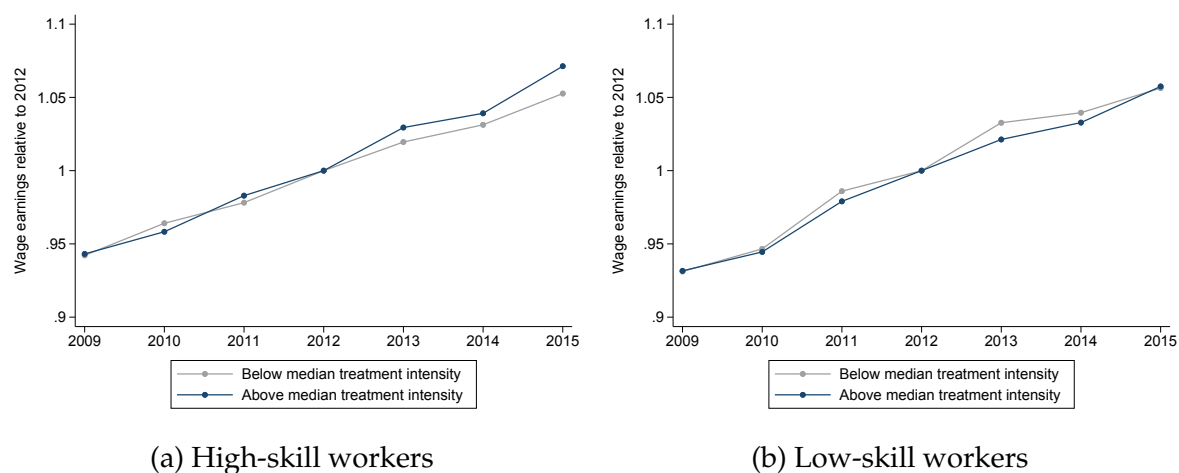 Wage earnings relative to 2012
1.1
1.05
1
.95
.9
2009 2010 2011 2012 2013 2014 2015
Below median treatment intensity
Above median treatment intensity
(a) High-skill workers
Wage earnings relative to 2012
1.1
1.05
1
.95
.9
2009 2010 2011 2012 2013 2014 2015
Below median treatment intensity
Above median treatment intensity
(b) Low-skill workers